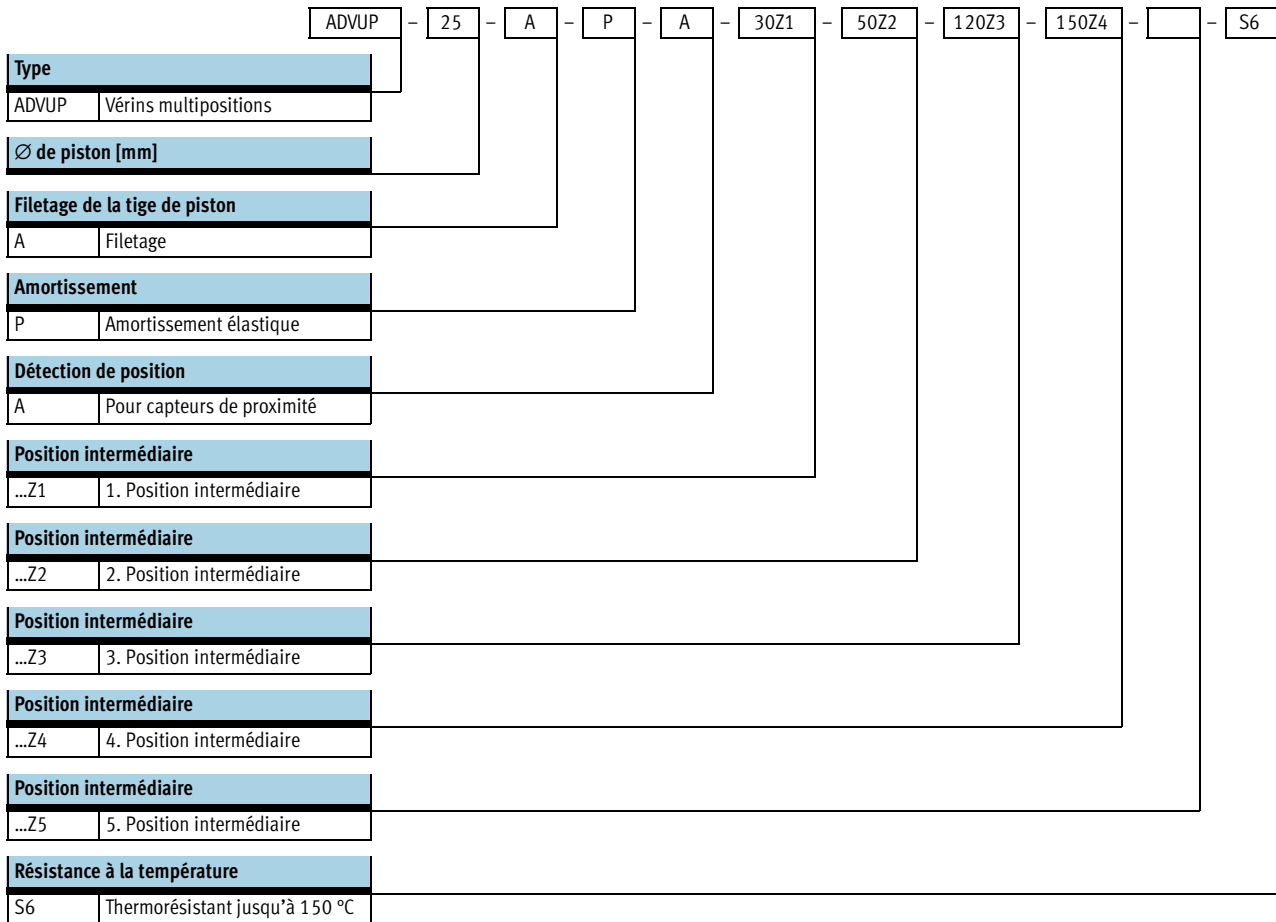 ADVUP – 25 – A – P – A – 30Z1 – 50Z2 – 120Z3 – 150Z4 – – S6
Type
ADVUP Vérins multipositions
∅ de piston [mm]
Filetage de la tige de piston
A Filetage
Amortissement
P Amortissement élastique
Détection de position
A Pour capteurs de proximité
Position intermédiaire
...Z1 1. Position intermédiaire
Position intermédiaire
...Z2 2. Position intermédiaire
Position intermédiaire
...Z3 3. Position intermédiaire
Position intermédiaire
...Z4 4. Position intermédiaire
Position intermédiaire
...Z5 5. Position intermédiaire
Résistance à la température
S6 Thermorésistant jusqu’à 150 °C